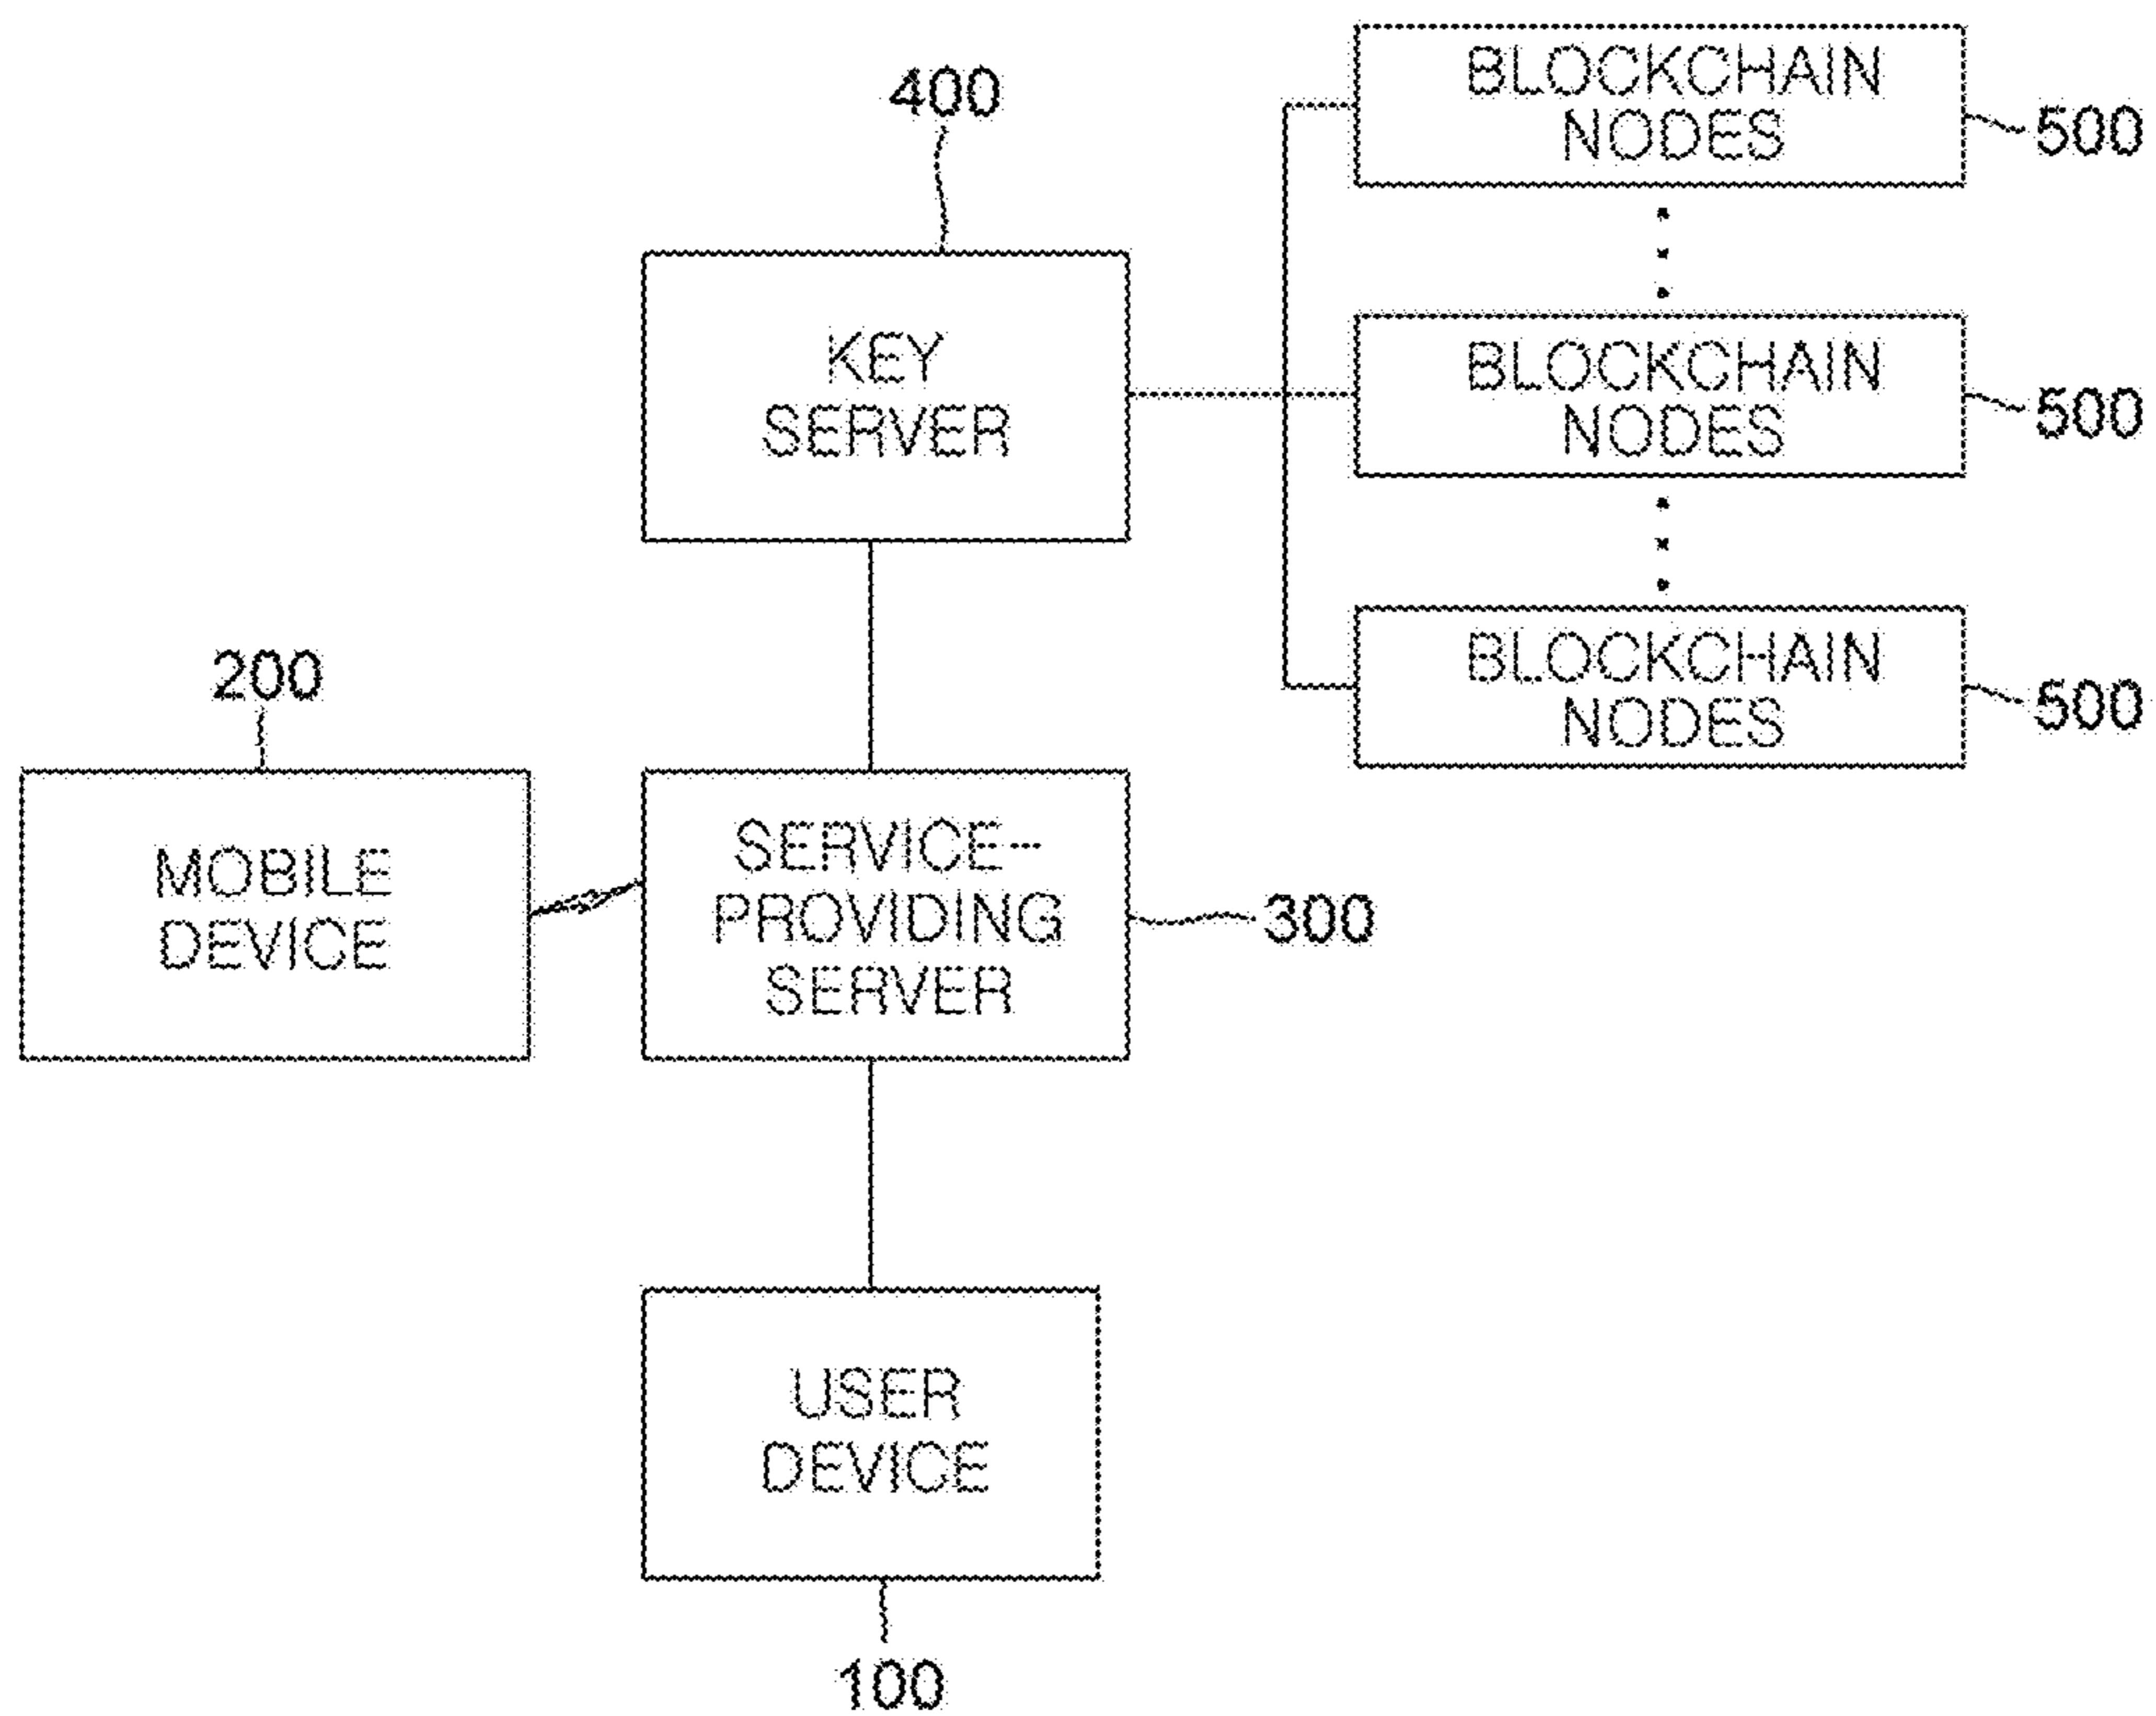 BLOCKCHAIN
NODES
500
400
KEY
SERVER
BLOCKCHAIN
NODES
500
BLOCKCHAIN
NODES
500
200
MOBILE
DEVICE
SERVICE-
PROVIDING
SERVER
300
USER
DEVICE
100